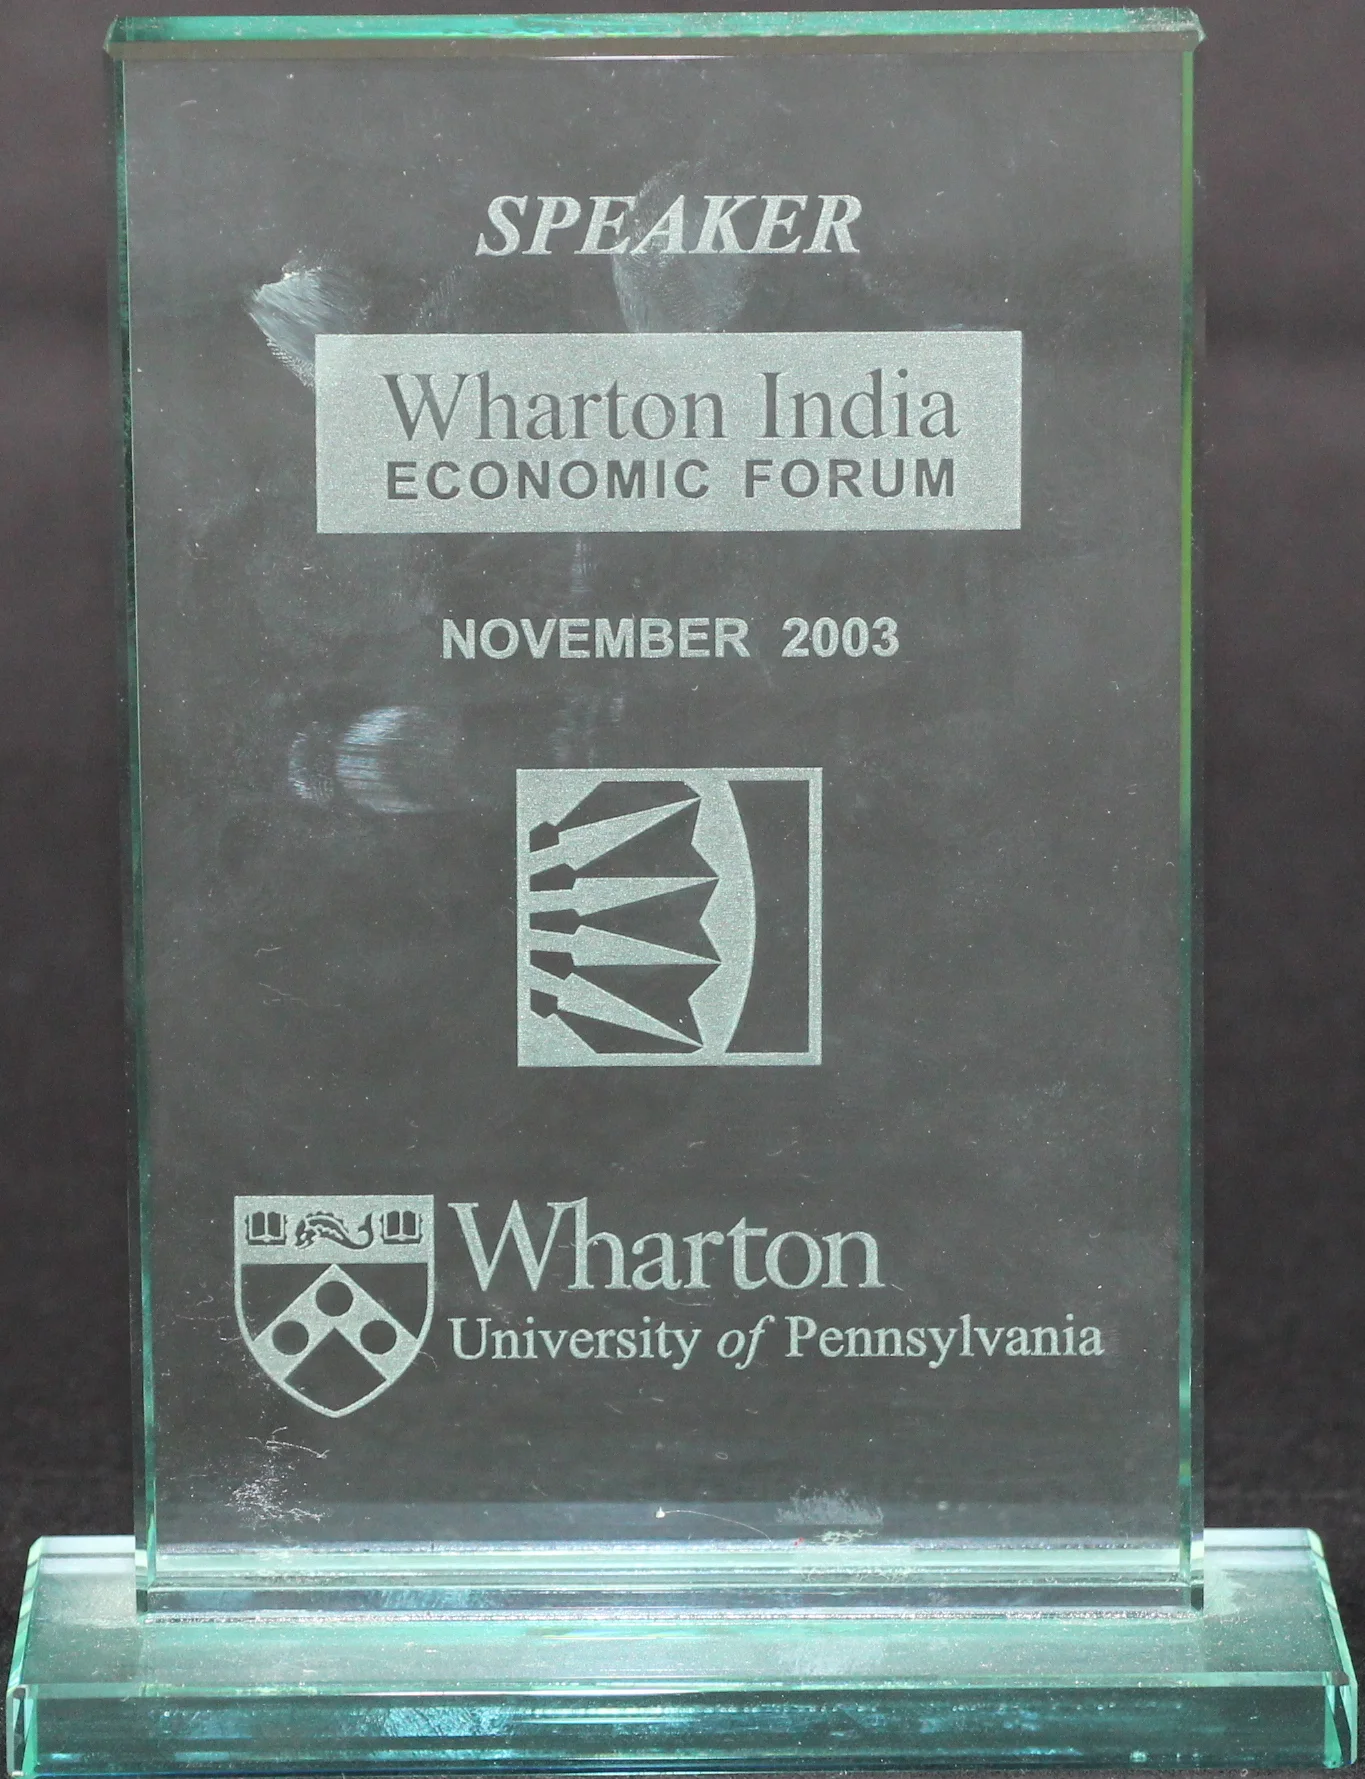 SPEAKER
Wharton India
ECONOMIC FORUM
NOVEMBER 2003
Wharton
University of Pennsylvania